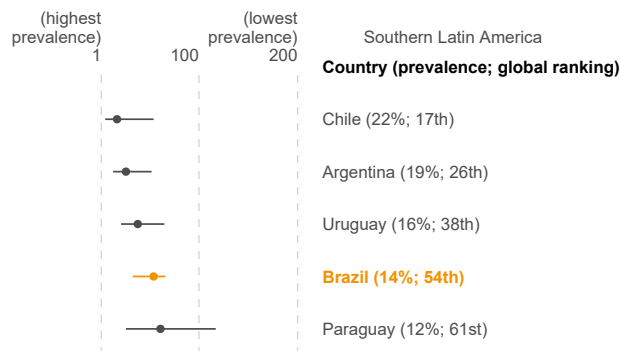 (highest
prevalence)
1
100
(lowest
prevalence)
200
Southern Latin America
Country (prevalence; global ranking)
Chile (22%; 17th)
Argentina (19%; 26th)
Uruguay (16%; 38th)
Brazil (14%; 54th)
Paraguay (12%; 61st)